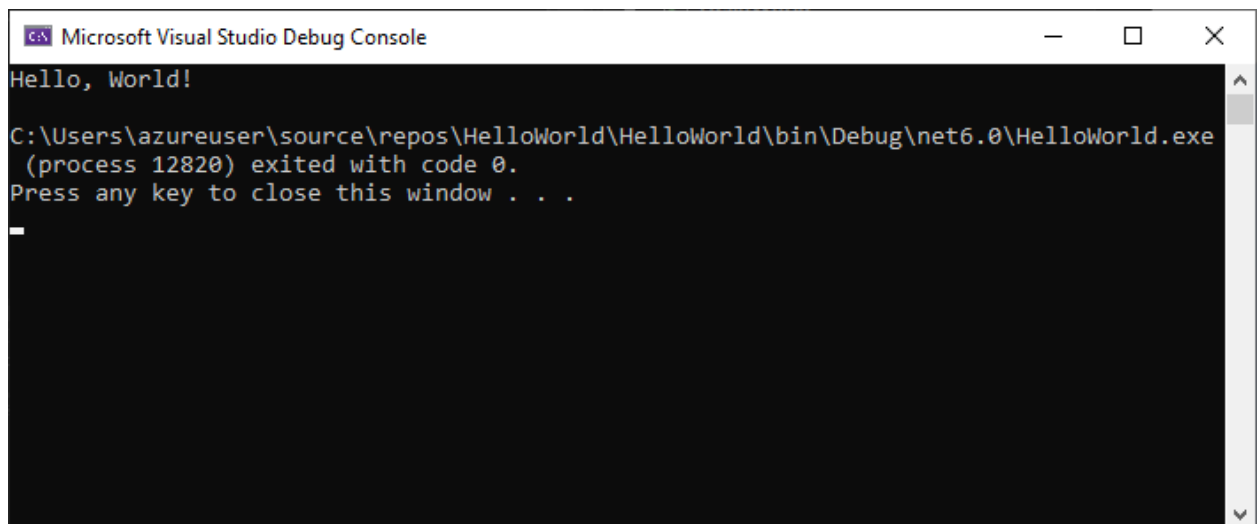 Microsoft Visual Studio Debug Console
Hello, World!
C:\Users\azureuser\source\repos\HelloWorld\HelloWorld\bin\Debug\net6.0\HelloWorld.exe
(process 12820) exited with code 0.
Press any key to close this window . . .